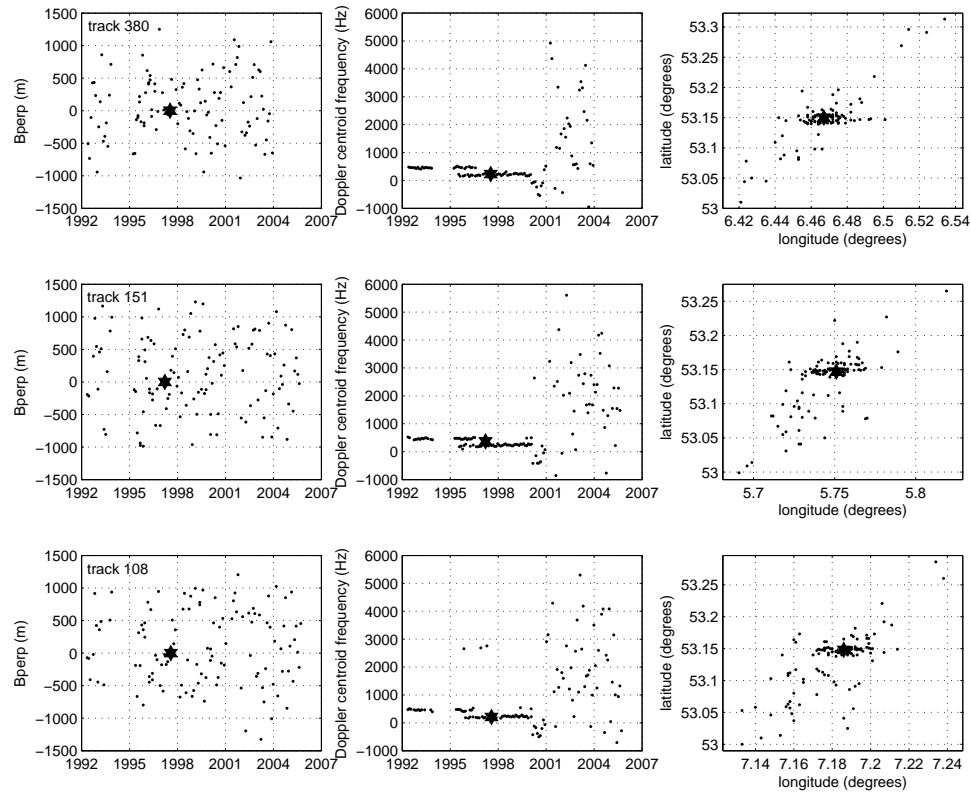 track 380
Bperp (m)
1500
1000
500
0
−500
−1000
−1500
1992 1995 1998 2001 2004 2007
Doppler centroid frequency (Hz)
6000
5000
4000
3000
2000
1000
0
−1000
1992 1995 1998 2001 2004 2007
latitude (degrees)
53.3
53.25
53.2
53.15
53.1
53.05
53
6.42 6.44 6.46 6.48 6.5 6.52 6.54
longitude (degrees)
track 151
Bperp (m)
1500
1000
500
0
−500
−1000
−1500
1992 1995 1998 2001 2004 2007
Doppler centroid frequency (Hz)
6000
5000
4000
3000
2000
1000
0
−1000
1992 1995 1998 2001 2004 2007
latitude (degrees)
53.25
53.2
53.15
53.1
53.05
53
5.7 5.75 5.8
longitude (degrees)
track 108
Bperp (m)
1500
1000
500
0
−500
−1000
−1500
1992 1995 1998 2001 2004 2007
Doppler centroid frequency (Hz)
6000
5000
4000
3000
2000
1000
0
−1000
1992 1995 1998 2001 2004 2007
latitude (degrees)
53.25
53.2
53.15
53.1
53.05
53
7.14 7.16 7.18 7.2 7.22 7.24
longitude (degrees)